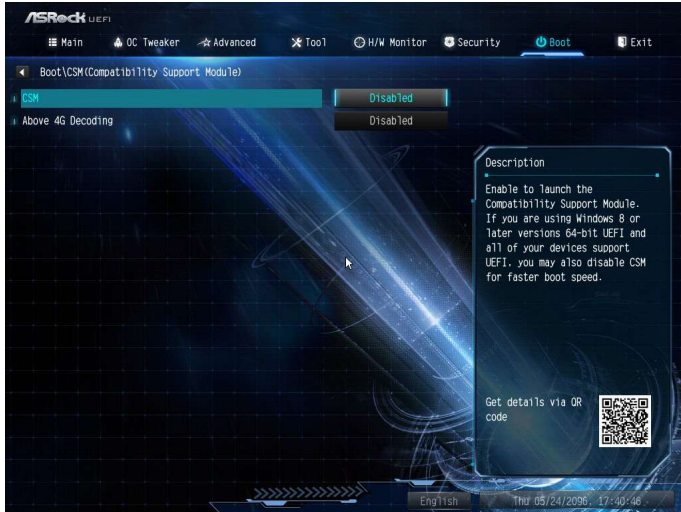 ASRock UEFI
Main OC Tweaker Advanced Tool H/W Monitor Security Boot Exit
Boot\CSM(Compatibility Support Module)
CSM Disabled
Above 4G Decoding Disabled
Description
Enable to launch the
Compatibility Support Module.
If you are using Windows 8 or
later versions 64-bit UEFI and
all of your devices support
UEFI. you may also disable CSM
for faster boot speed.
Get details via QR
code
English Thu 05/24/2096. 17:40:46